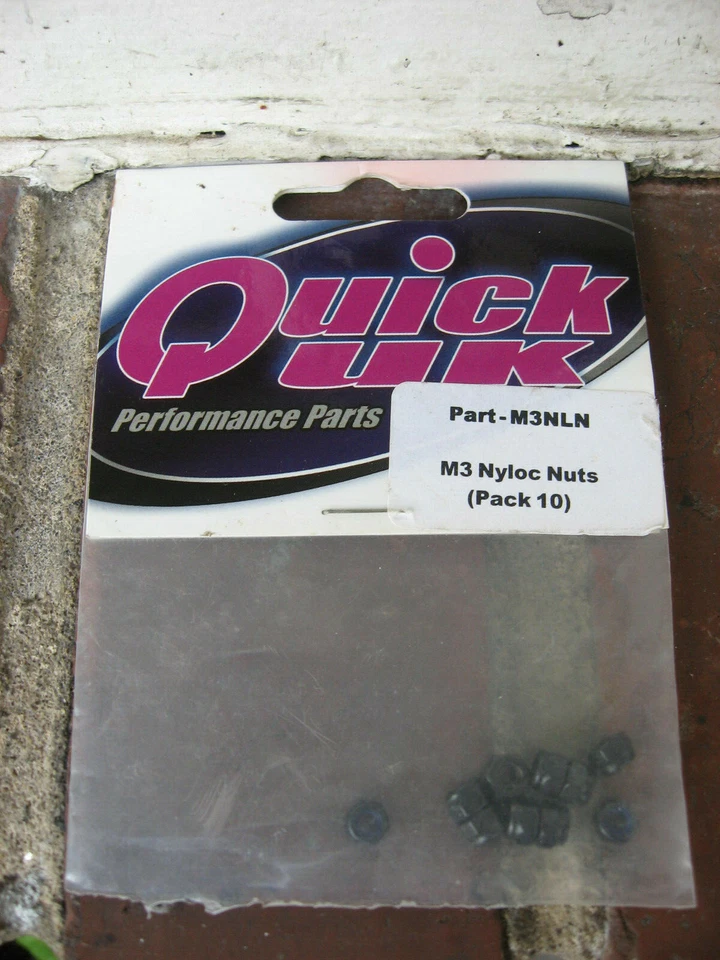 Quick
UK
Performance Parts
Part-M3NLN
M3 Nyloc Nuts
(Pack 10)